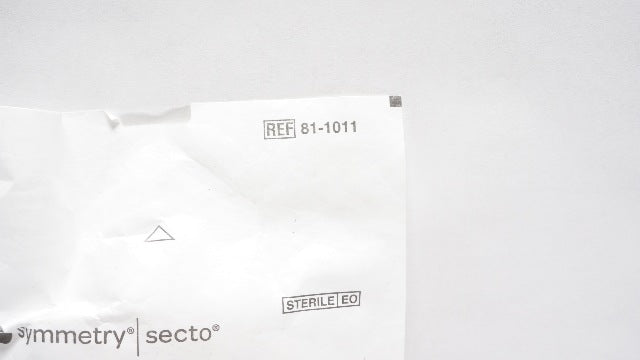 REF 81-1011
STERILE EO
symmetry® secto®